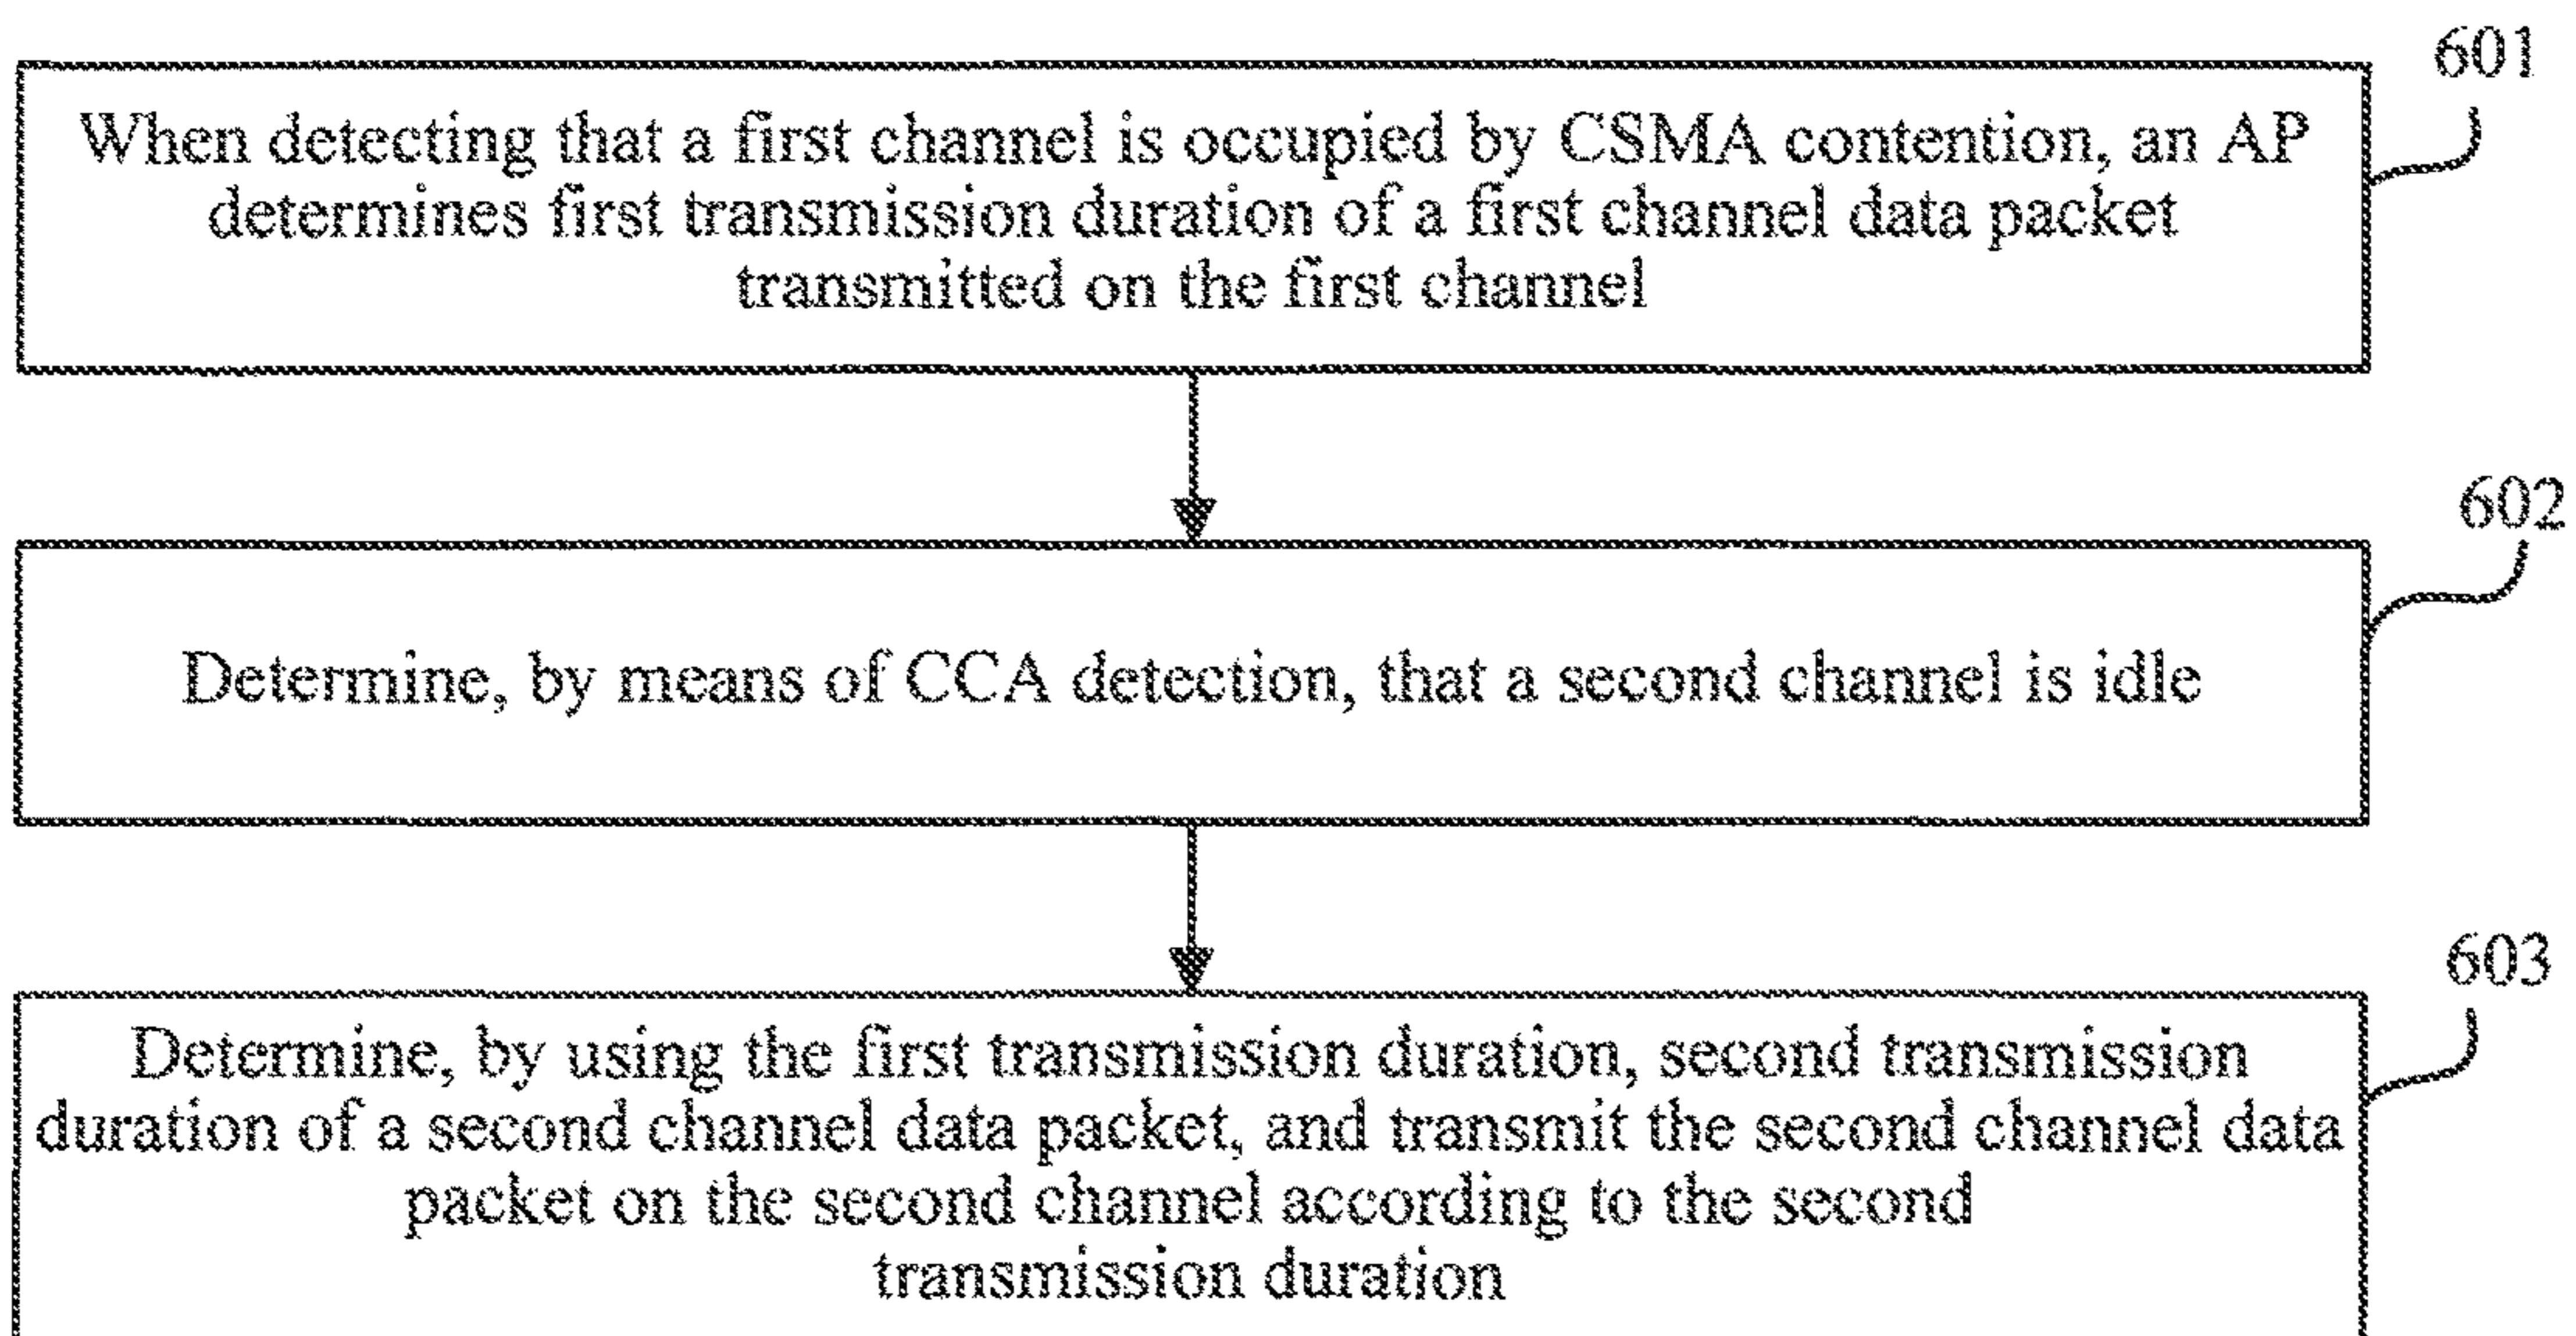 601
When detecting that a first channel is occupied by CSMA contention, an AP
determines first transmission duration of a first channel data packet
transmitted on the first channel
602
Determine, by means of CCA detection, that a second channel is idle
603
Determine, by using the first transmission duration, second transmission
duration of a second channel data packet, and transmit the second channel data
packet on the second channel according to the second
transmission duration